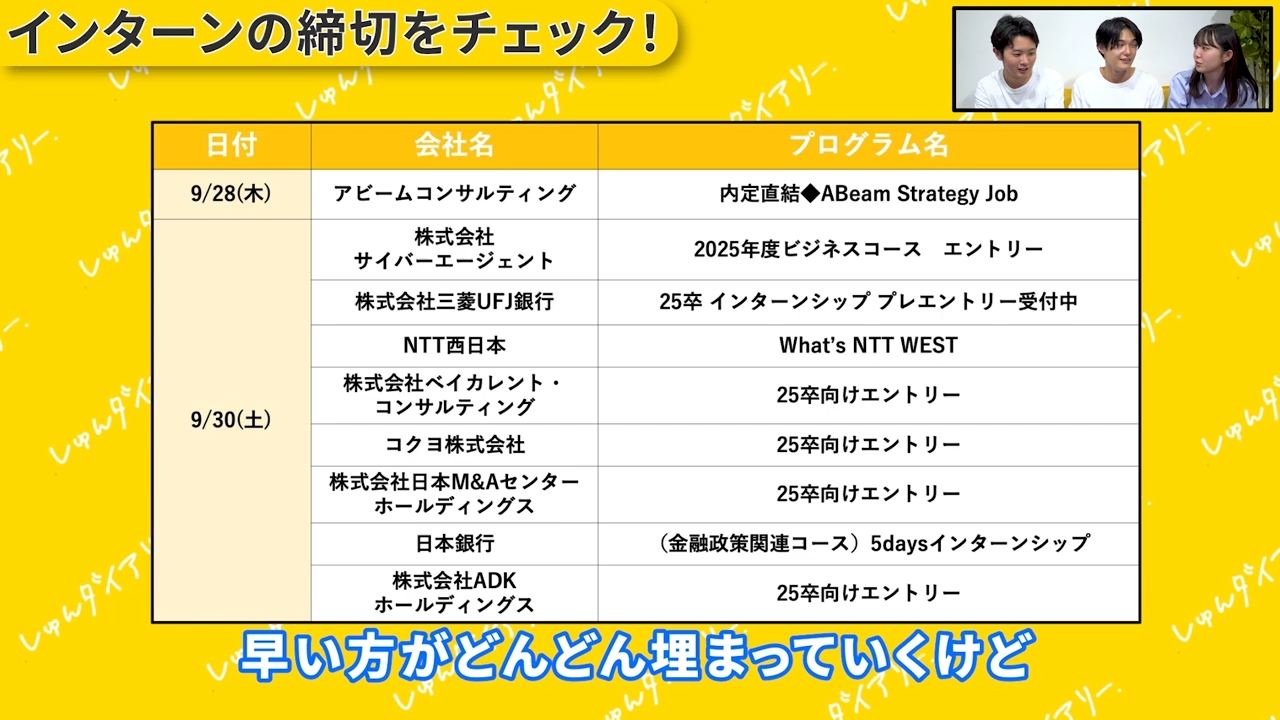 インターンの締切をチェック!
日付 会社名 プログラム名
9/28(木) アビームコンサルティング 内定直結◆ABeam Strategy Job
9/30(土)
株式会社
サイバーエージェント
2025年度ビジネスコース　エントリー
株式会社三菱UFJ銀行 25卒 インターンシップ プレエントリー受付中
NTT西日本 What's NTT WEST
株式会社ベイカレント・
コンサルティング
25卒向けエントリー
コクヨ株式会社 25卒向けエントリー
株式会社日本M&Aセンター
ホールディングス
25卒向けエントリー
日本銀行 （金融政策関連コース）5daysインターンシップ
株式会社ADK
ホールディングス
25卒向けエントリー
早い方がどんどん埋まっていくけど
しゅんダイアリー.